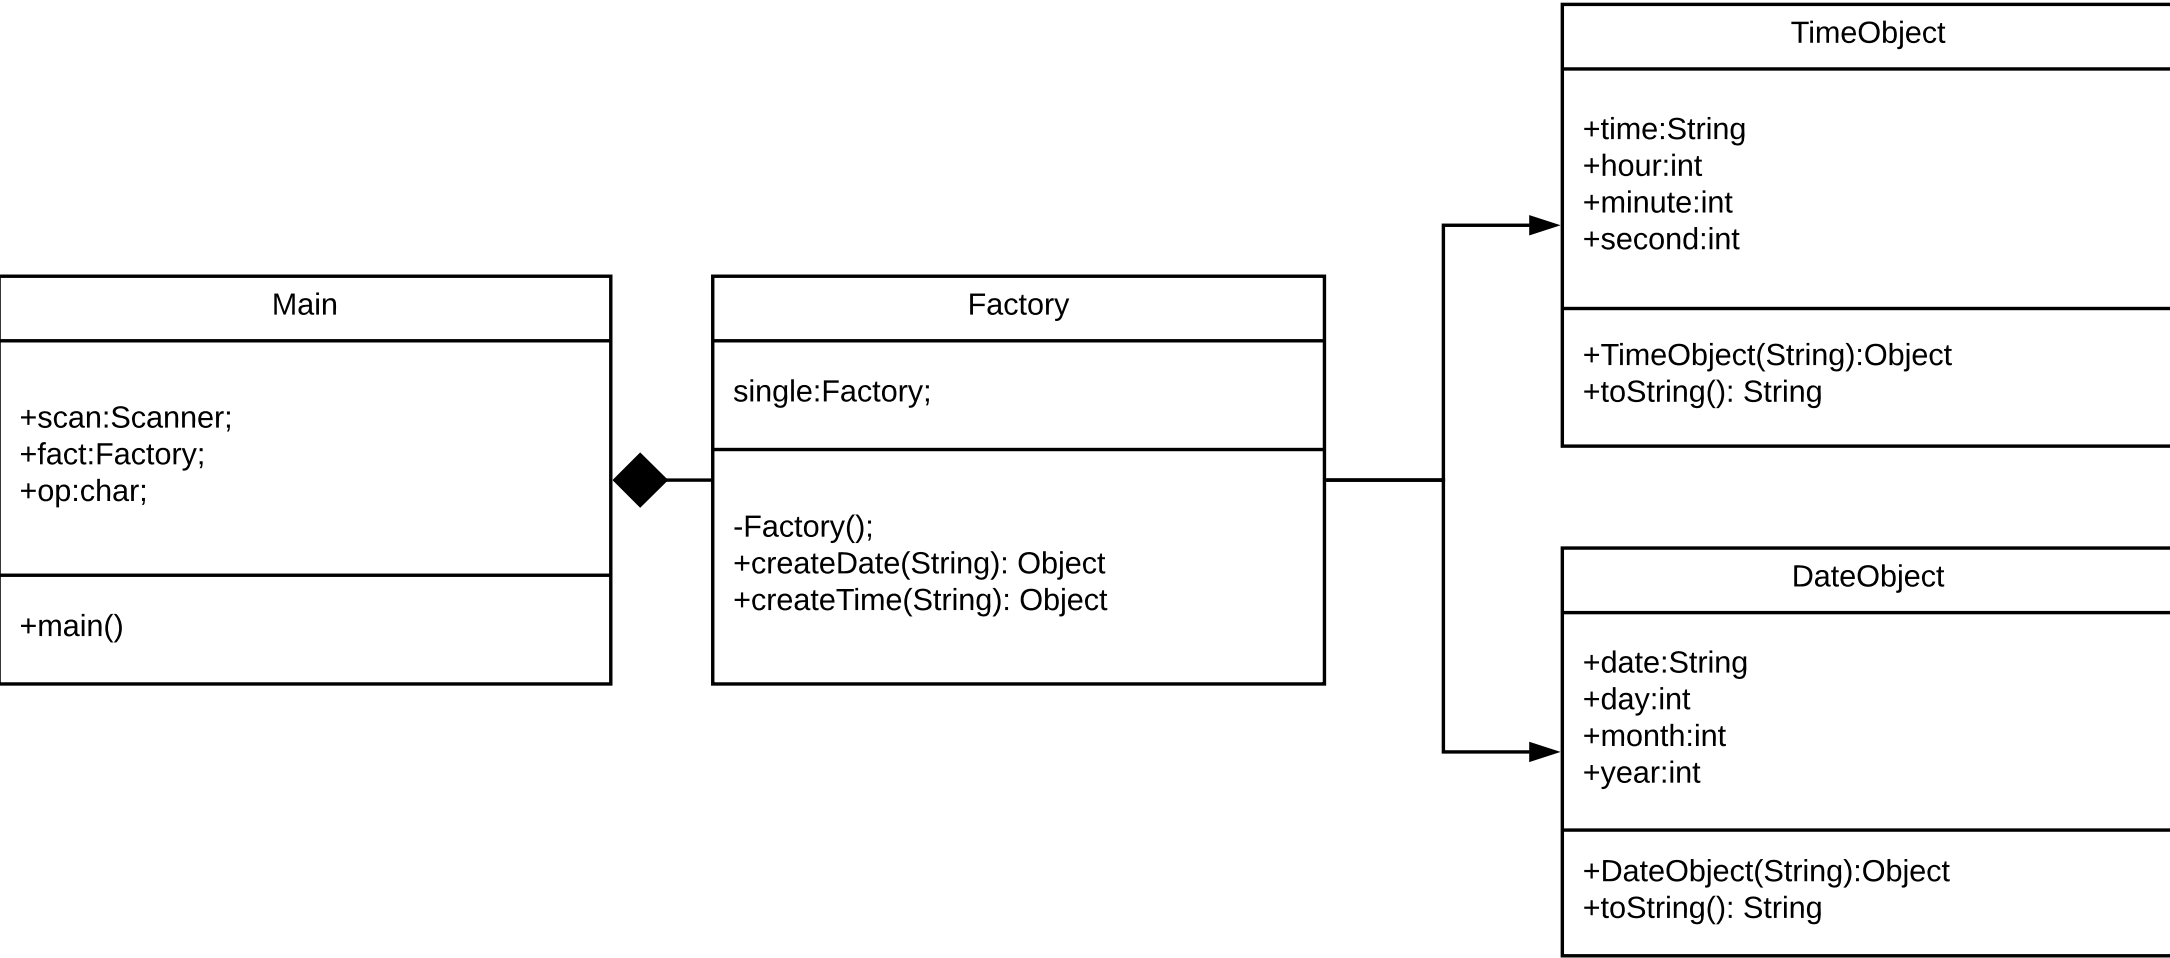 Main
+scan:Scanner;
+fact:Factory;
+op:char;
+main()
Factory
single:Factory;
-Factory();
+createDate(String): Object
+createTime(String): Object
TimeObject
+time:String
+hour:int
+minute:int
+second:int
+TimeObject(String):Object
+toString(): String
DateObject
+date:String
+day:int
+month:int
+year:int
+DateObject(String):Object
+toString(): String